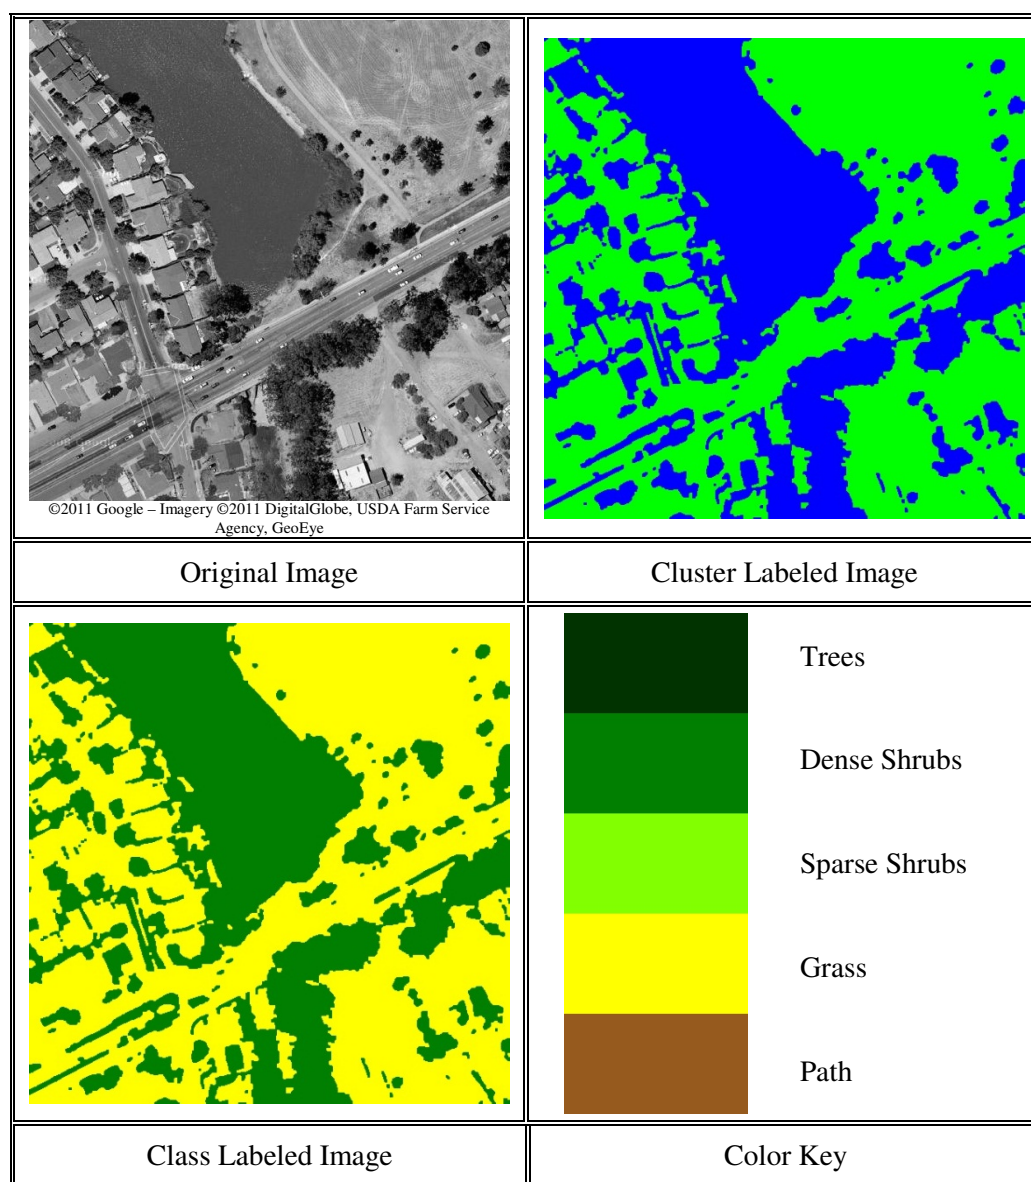 ©2011 Google – Imagery ©2011 DigitalGlobe, USDA Farm Service
Agency, GeoEye
Original Image
Cluster Labeled Image
Trees
Dense Shrubs
Sparse Shrubs
Grass
Path
Class Labeled Image
Color Key